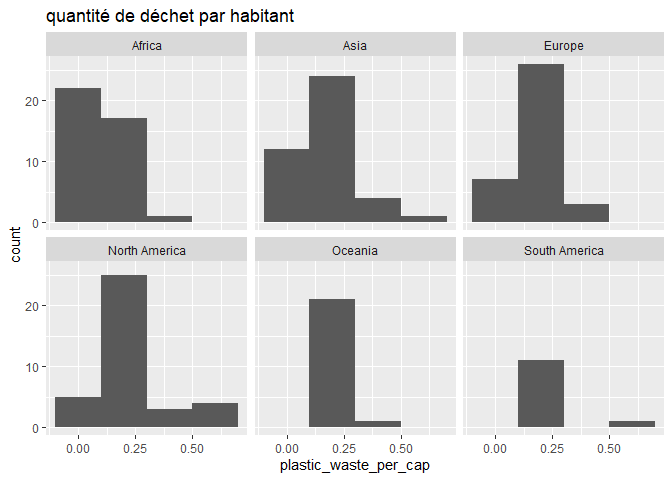 quantité de déchet par habitant
Africa
Asia
Europe
20
10
0
North America
Oceania
South America
20
10
0
count
0.00
0.25
0.50
0.00
0.25
0.50
0.00
0.25
0.50
plastic_waste_per_cap